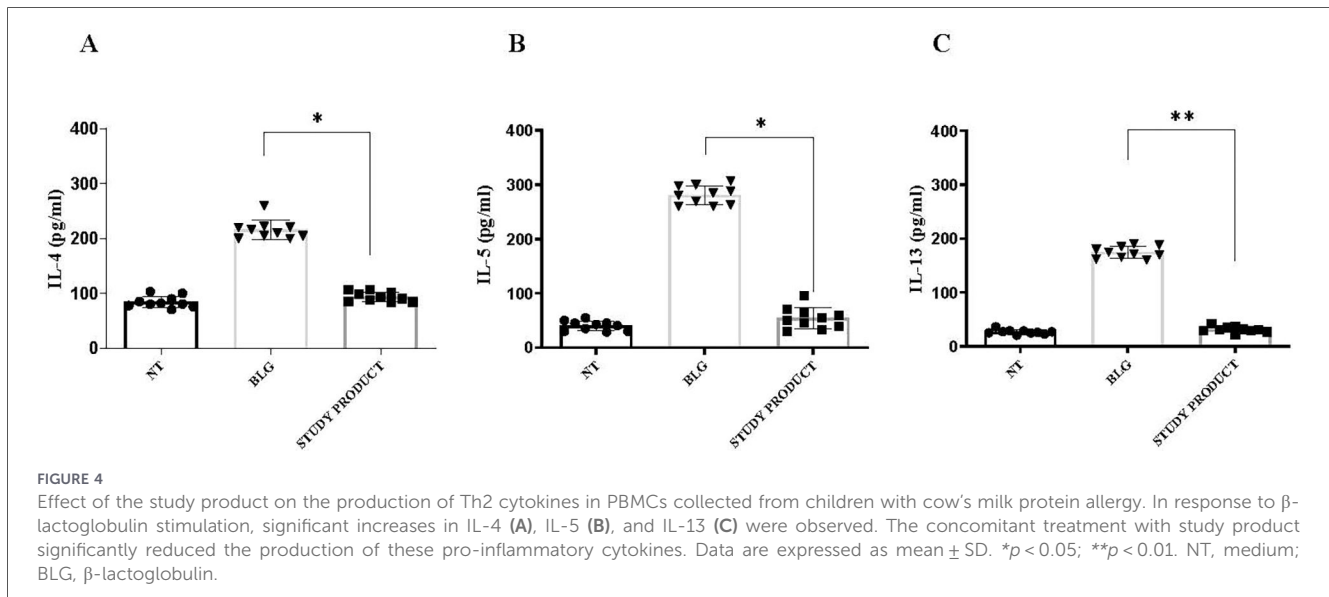 A
B
C
400
300
200
100
0
IL-4 (pg/ml)
*
NT
BLG
STUDY PRODUCT
400
300
200
100
0
IL-5 (pg/ml)
*
NT
BLG
STUDY PRODUCT
400
300
200
100
0
IL-13 (pg/ml)
**
NT
BLG
STUDY PRODUCT
FIGURE 4
Effect of the study product on the production of Th2 cytokines in PBMCs collected from children with cow's milk protein allergy. In response to β-
lactoglobulin stimulation, significant increases in IL-4 (A), IL-5 (B), and IL-13 (C) were observed. The concomitant treatment with study product
significantly reduced the production of these pro-inflammatory cytokines. Data are expressed as mean ± SD. *p < 0.05; **p < 0.01. NT, medium;
BLG, β-lactoglobulin.